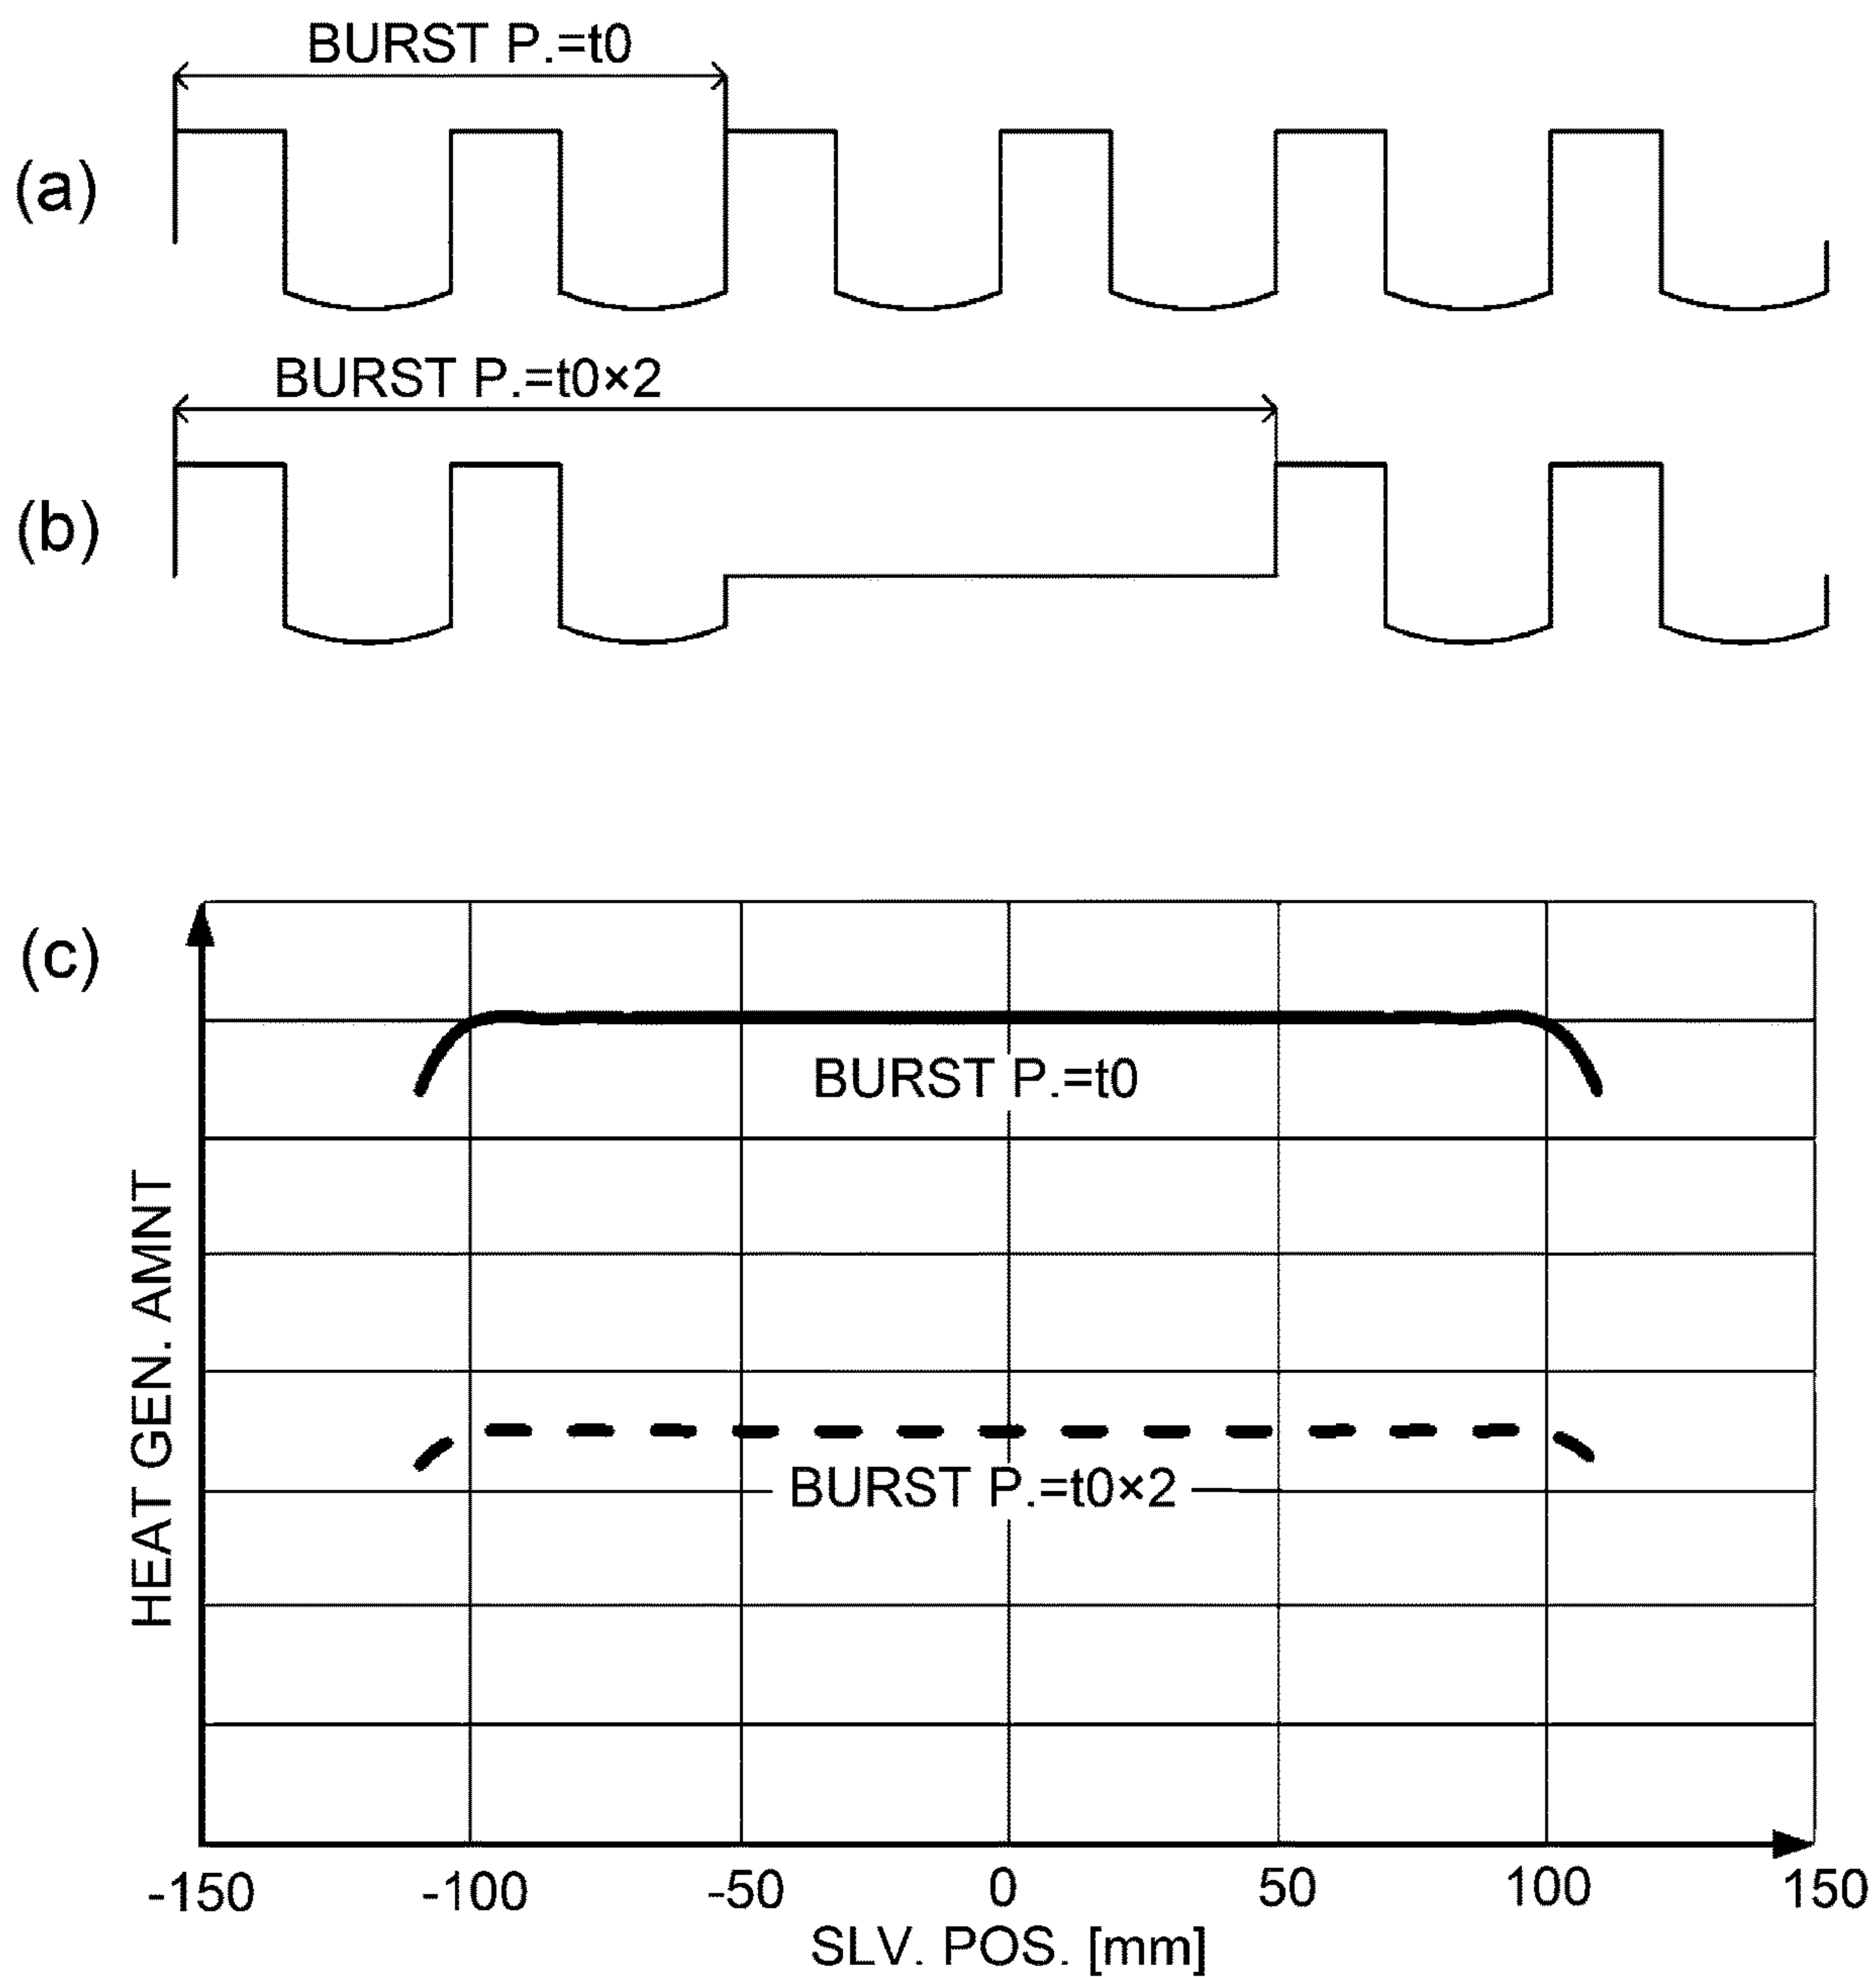 BURST P.=t0
(a)
BURST P.=t0×2
(b)
(c)
BURST P.=t0
HEAT GEN. AMNT
BURST P.=t0×2
-150 -100 -50 0 50 100 150
SLV. POS. [mm]